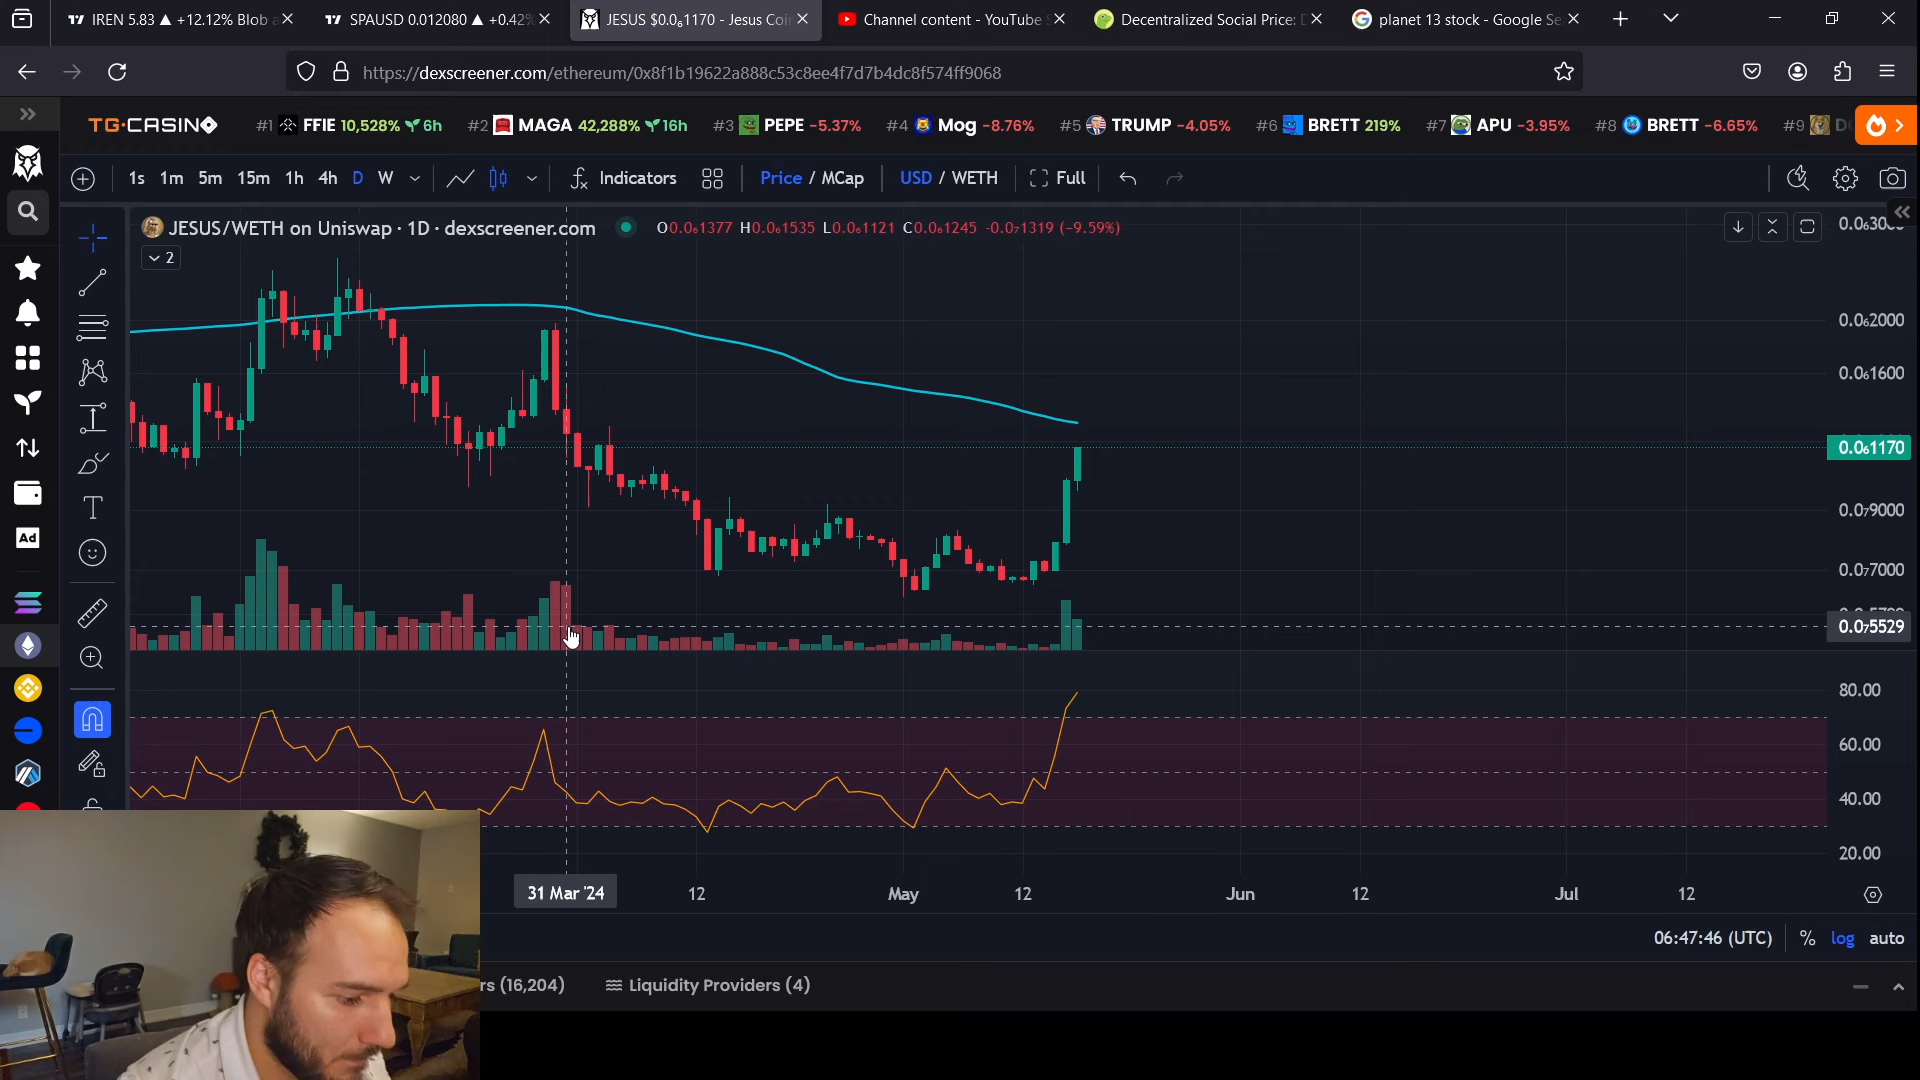 IREN 5.83 ▲ +12.12% Blob a
SPAUSD 0.012080 ▲ +0.42%
JESUS $0.0₆1170 - Jesus Coi
Channel content - YouTube S
Decentralized Social Price: D
planet 13 stock - Google Se
https://dexscreener.com/ethereum/0x8f1b19622a888c53c8ee4f7d7b4dc8f574ff9068
TG.CASINO
#1 FFIE 10,528% 6h
#2 MAGA 42,288% 16h
#3 PEPE -5.37%
#4 Mog -8.76%
#5 TRUMP -4.05%
#6 BRETT 219%
#7 APU -3.95%
#8 BRETT -6.65%
#9
1s 1m 5m 15m 1h 4h D W
Indicators
Price / MCap
USD / WETH
Full
JESUS/WETH on Uniswap · 1D · dexscreener.com
O0.0₆1377 H0.0₆1535 L0.0₆1121 C0.0₆1245 -0.0₇1319 (-9.59%)
2
0.0₆2000
0.0₆1600
0.0₆1170
0.0₇9000
0.0₇7000
0.0₇5529
Ad
80.00
60.00
40.00
20.00
31 Mar '24
12
May
12
Jun
12
Jul
12
06:47:46 (UTC)
%
log
auto
rs (16,204)
Liquidity Providers (4)